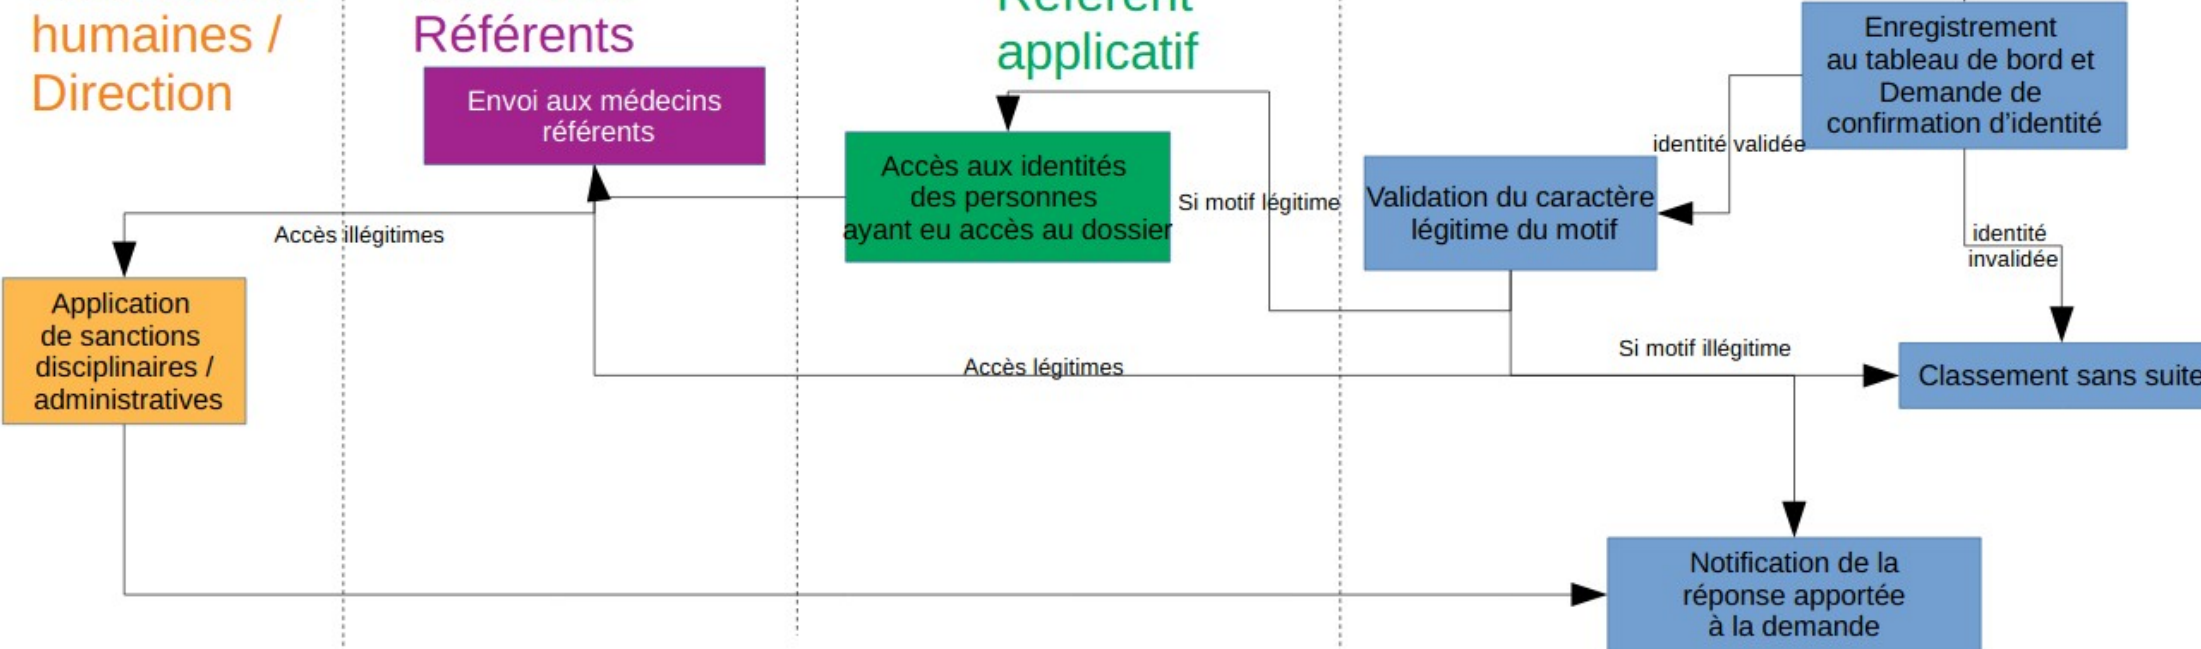 humaines /
Direction
Référents
Référent
applicatif
Envoi aux médecins
référents
Accès aux identités
des personnes
ayant eu accès au dossier
Enregistrement
au tableau de bord et
Demande de
confirmation d’identité
identité validée
Validation du caractère
légitime du motif
Si motif légitime
identité
invalidée
Accès illégitimes
Application
de sanctions
disciplinaires /
administratives
Accès légitimes
Si motif illégitime
Classement sans suite
Notification de la
réponse apportée
à la demande